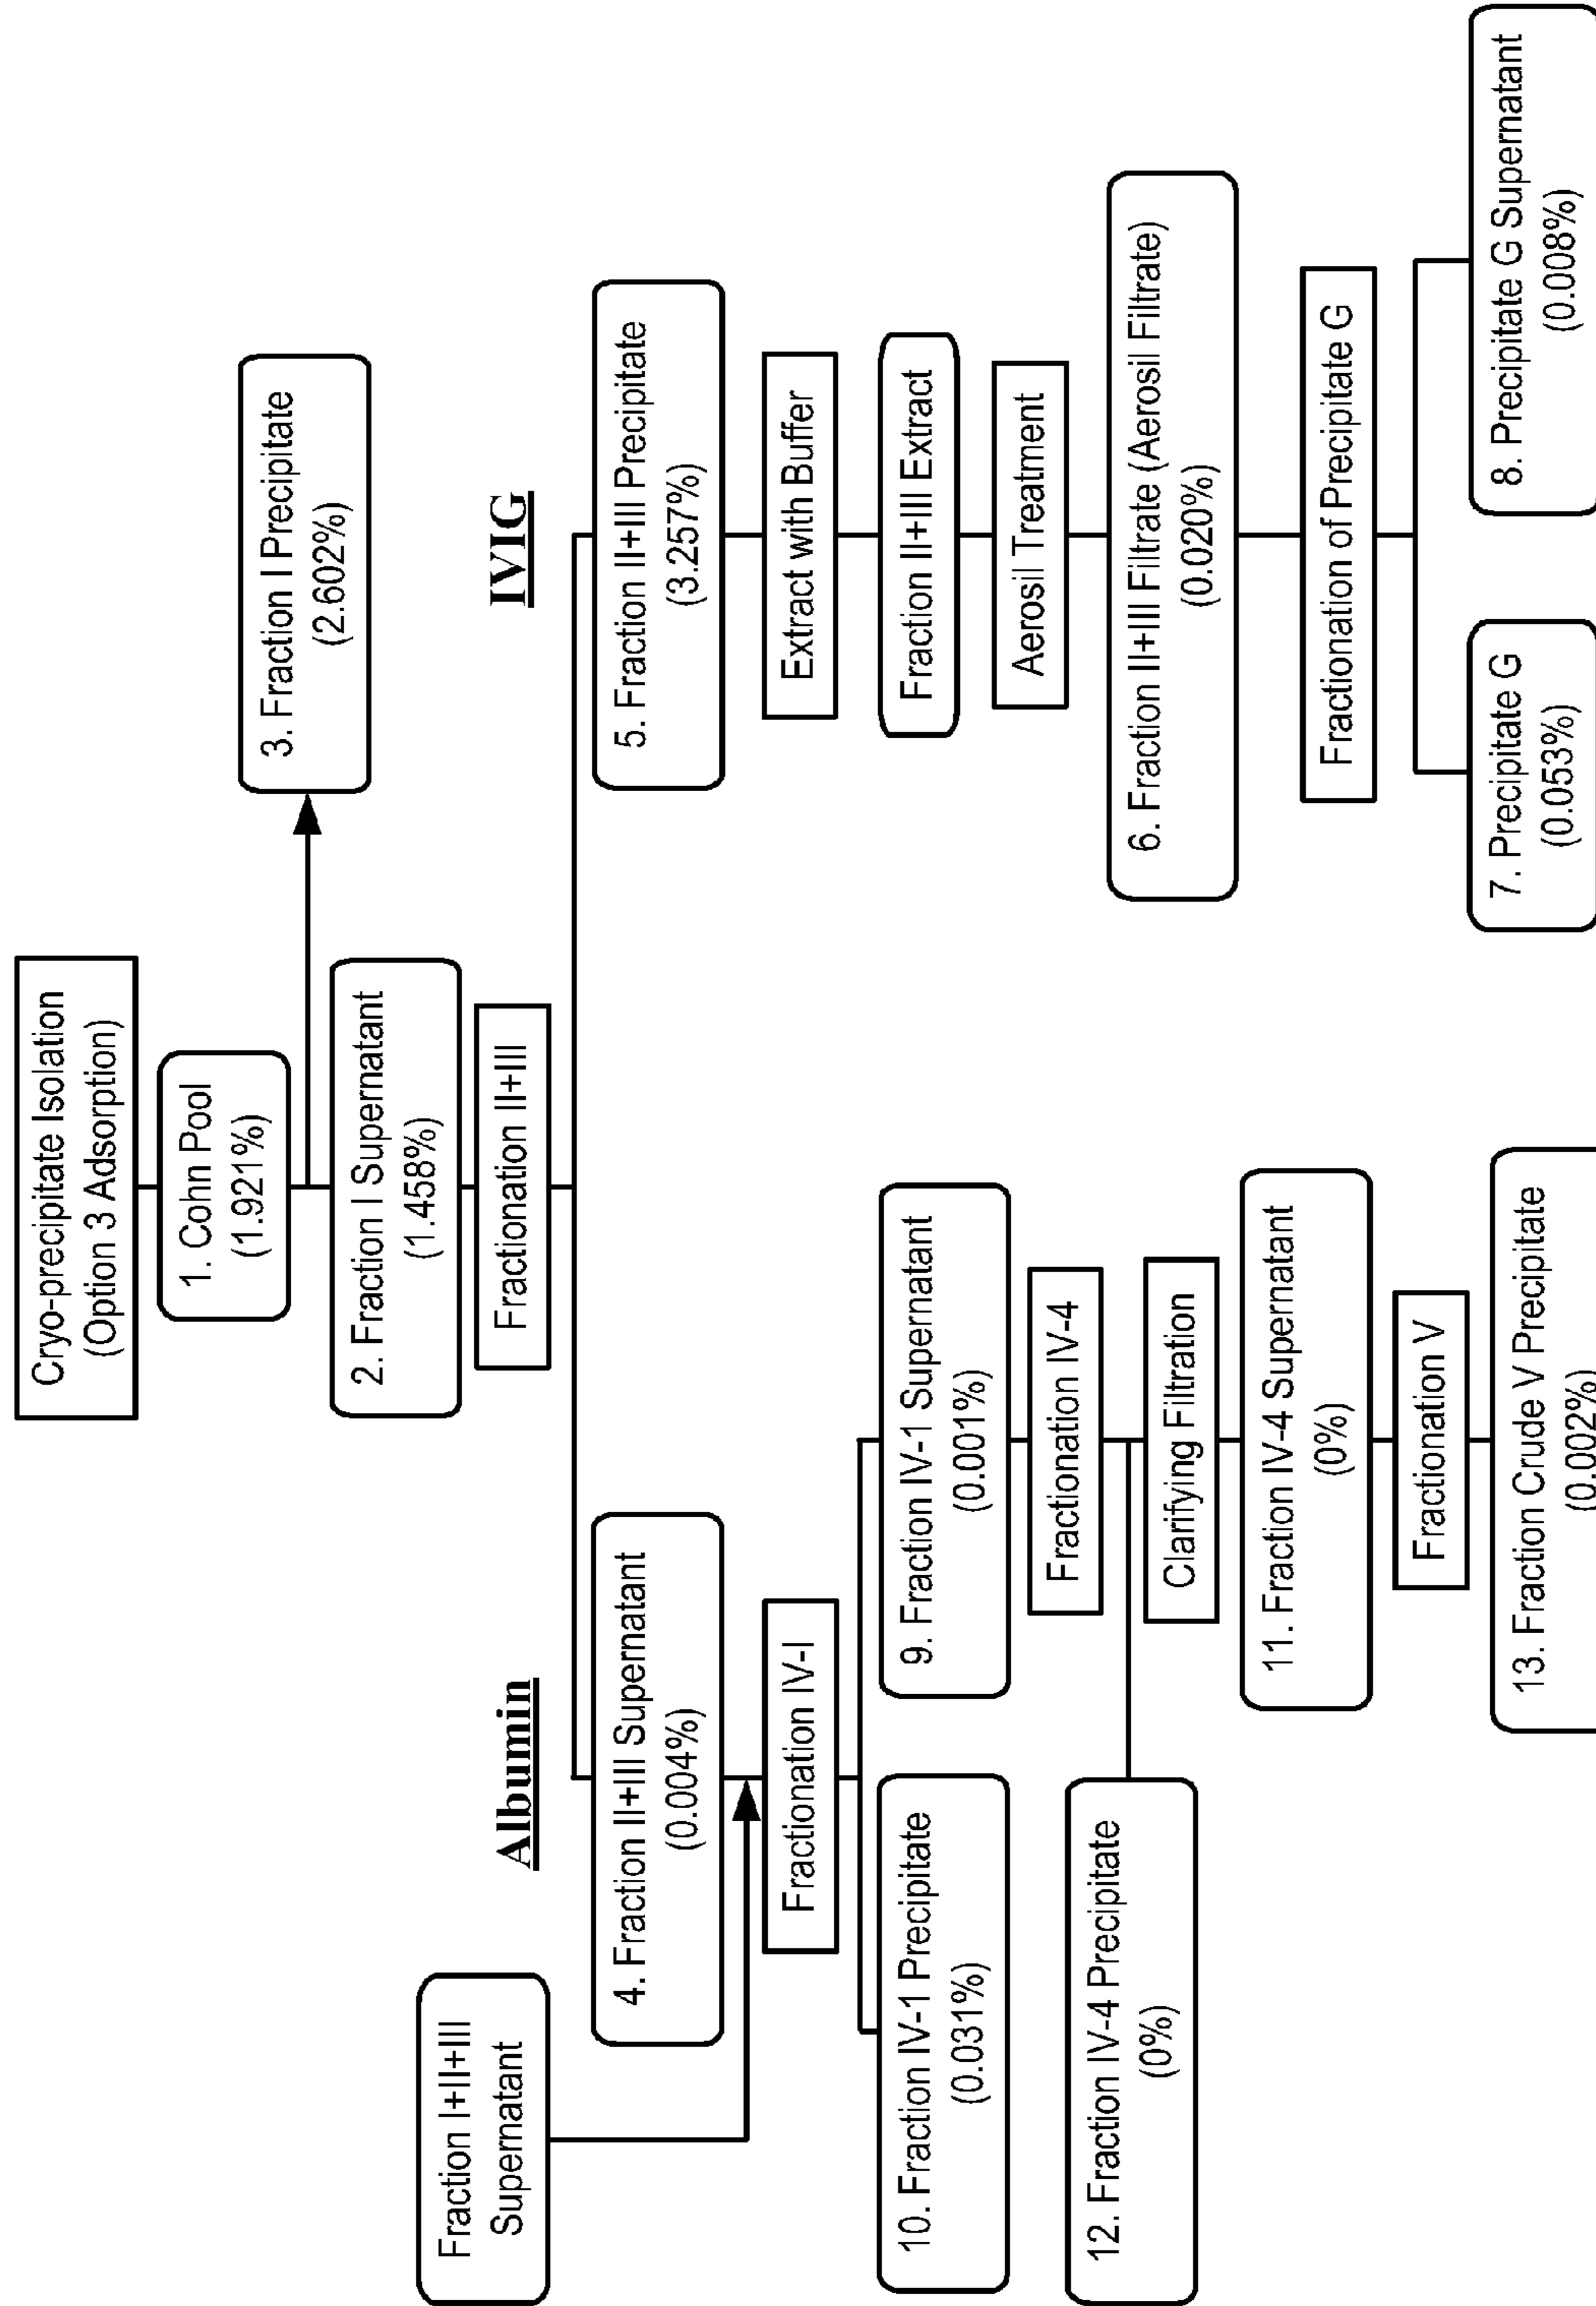 Cryo-precipitate Isolation
(Option 3 Adsorption)
1. Cohn Pool
(1.921%)
3. Fraction I Precipitate
(2.602%)
2. Fraction I Supernatant
(1.458%)
Fractionation II+III
Albumin
IVIG
Fraction I+II+III
Supernatant
4. Fraction II+III Supernatant
(0.004%)
5. Fraction II+III Precipitate
(3.257%)
Fractionation IV-I
Extract with Buffer
10. Fraction IV-1 Precipitate
(0.031%)
9. Fraction IV-1 Supernatant
(0.001%)
Fraction II+III Extract
Fractionation IV-4
Aerosil Treatment
12. Fraction IV-4 Precipitate
(0%)
Clarifying Filtration
6. Fraction II+III Filtrate (Aerosil Filtrate)
(0.020%)
11. Fraction IV-4 Supernatant
(0%)
Fractionation of Precipitate G
Fractionation V
7. Precipitate G
(0.053%)
8. Precipitate G Supernatant
(0.008%)
13. Fraction Crude V Precipitate
(0.002%)